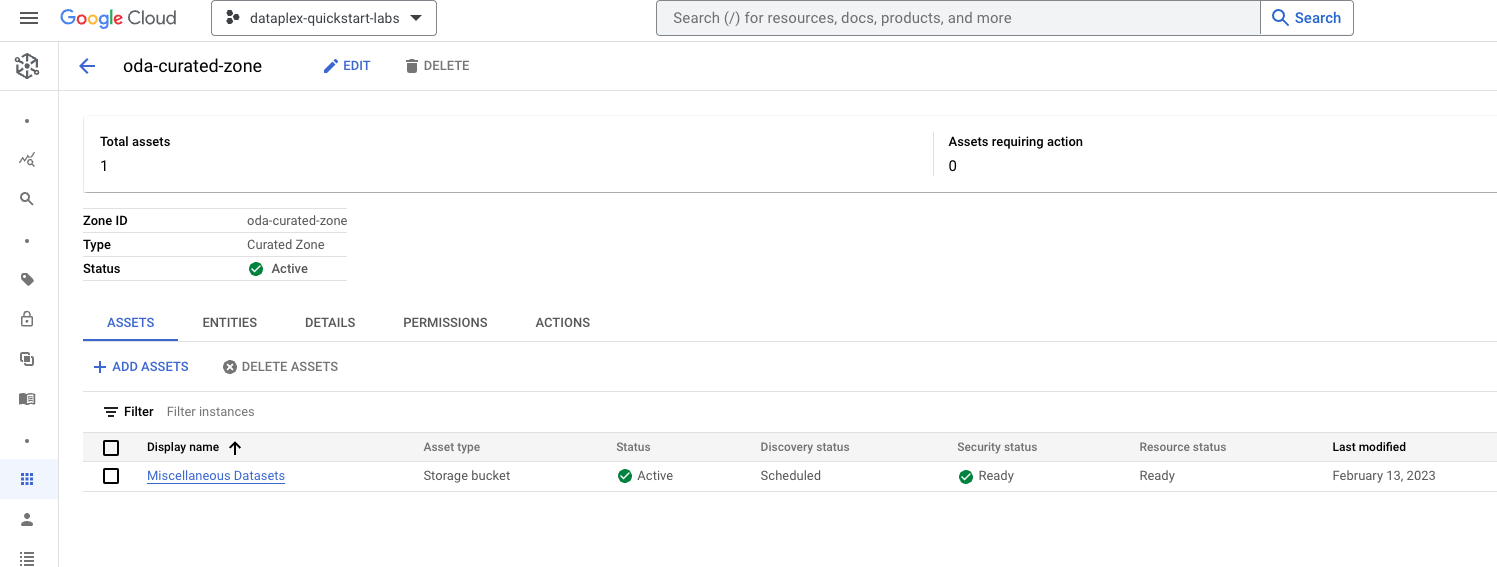 Google Cloud dataplex-quickstart-labs Search (/) for resources, docs, products, and more Search
oda-curated-zone EDIT DELETE
Total assets Assets requiring action
1 0
Zone ID oda-curated-zone
Type Curated Zone
Status Active
ASSETS ENTITIES DETAILS PERMISSIONS ACTIONS
ADD ASSETS DELETE ASSETS
Filter Filter instances
Display name Asset type Status Discovery status Security status Resource status Last modified
Miscellaneous Datasets Storage bucket Active Scheduled Ready Ready February 13, 2023